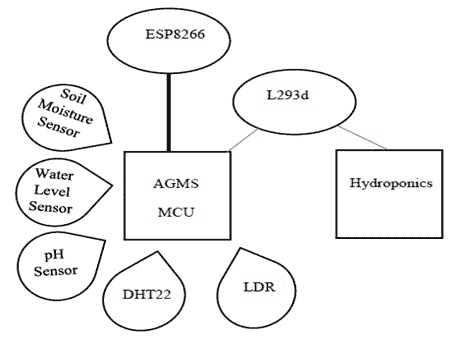 ESP8266
L293d
Soil
Moisture
Sensor
Water
Level
Sensor
pH
Sensor
AGMS
MCU
Hydroponics
DHT22
LDR